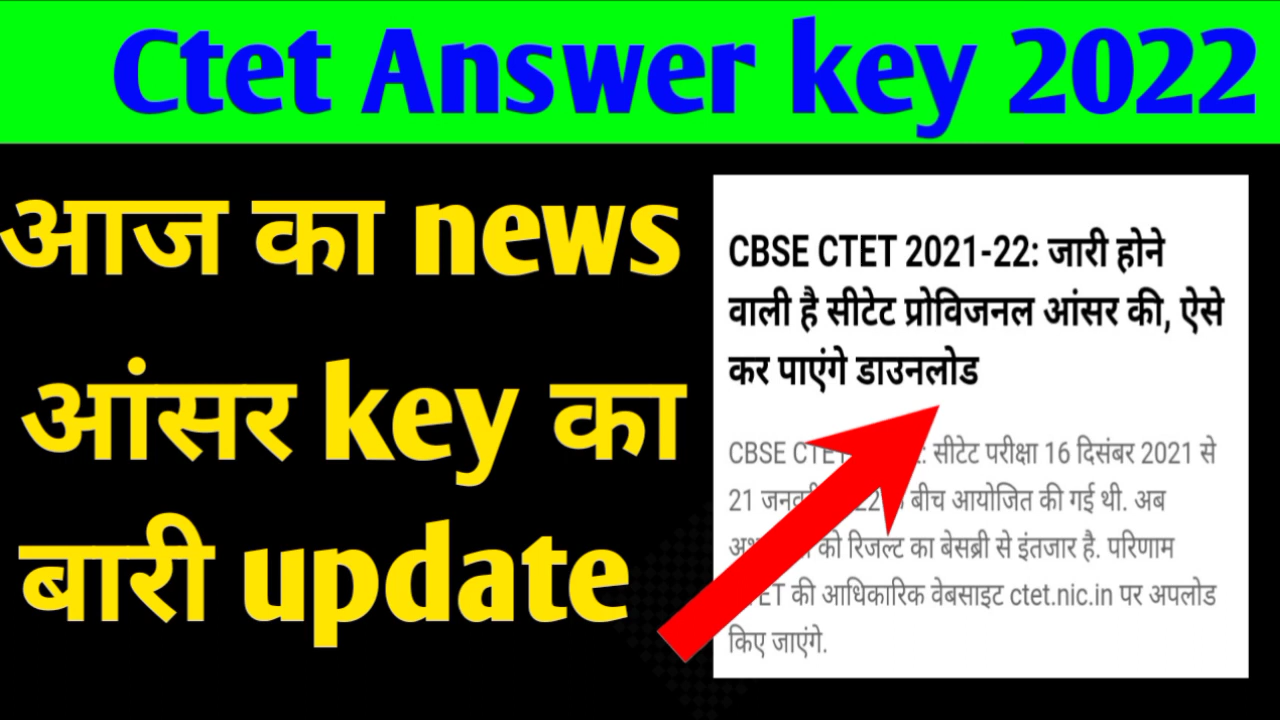 Ctet Answer key 2022
आज का news
आंसर key का
बारी update
CBSE CTET 2021-22: जारी होने
वाली है सीटेट प्रोविजनल आंसर की, ऐसे
कर पाएंगे डाउनलोड
CBSE सीटेट परीक्षा 16 दिसंबर 2021 से
21 बीच आयोजित की गई थी. अब
को रिजल्ट का बेसब्री से इंतजार है. परिणाम
की आधिकारिक वेबसाइट ctet.nic.in पर अपलोड
किए जाएंगे.